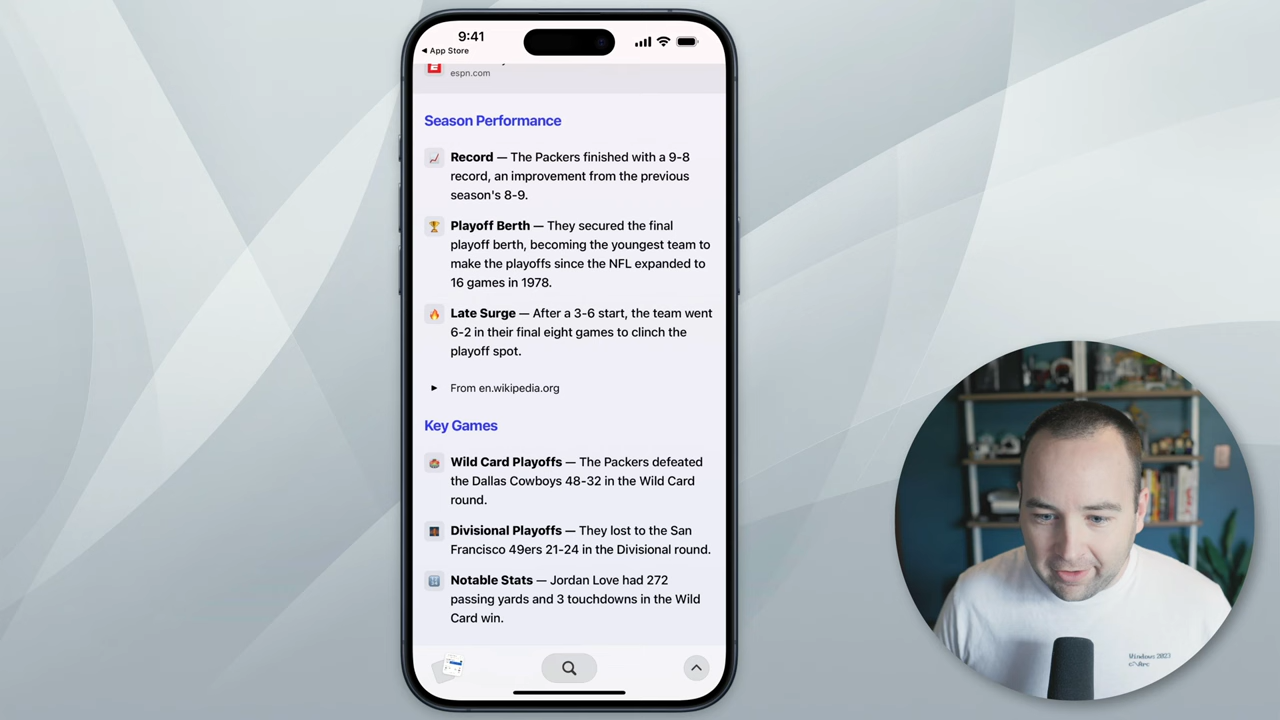 9:41
◀ App Store
espn.com
Season Performance
Record — The Packers finished with a 9-8
record, an improvement from the previous
season's 8-9.
Playoff Berth — They secured the final
playoff berth, becoming the youngest team to
make the playoffs since the NFL expanded to
16 games in 1978.
Late Surge — After a 3-6 start, the team went
6-2 in their final eight games to clinch the
playoff spot.
From en.wikipedia.org
Key Games
Wild Card Playoffs — The Packers defeated
the Dallas Cowboys 48-32 in the Wild Card
round.
Divisional Playoffs — They lost to the San
Francisco 49ers 21-24 in the Divisional round.
Notable Stats — Jordan Love had 272
passing yards and 3 touchdowns in the Wild
Card win.
Windows 2023